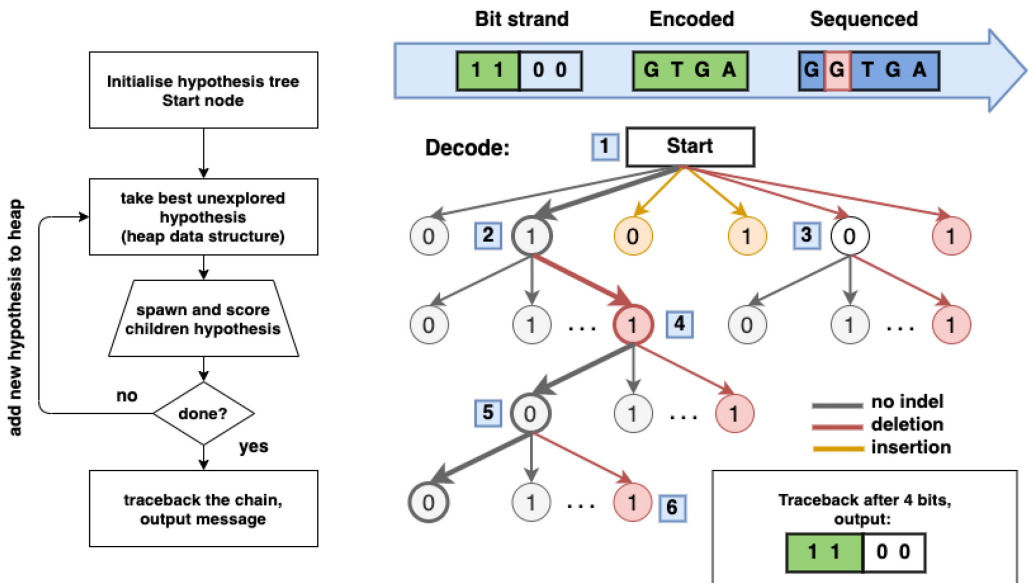 Initialise hypothesis tree
Start node
take best unexplored
hypothesis
(heap data structure)
spawn and score
children hypothesis
done?
no
yes
traceback the chain,
output message
add new hypothesis to heap
Bit strand Encoded Sequenced
1 1 0 0 G T G A G G T G A
Decode: 1 Start
0 2 1 0 1 3 0 1
0 1 ... 1 4 0 1 ... 1
5 0 1 ... 1
0 1 ... 1 6
no indel
deletion
insertion
Traceback after 4 bits,
output:
1 1 0 0